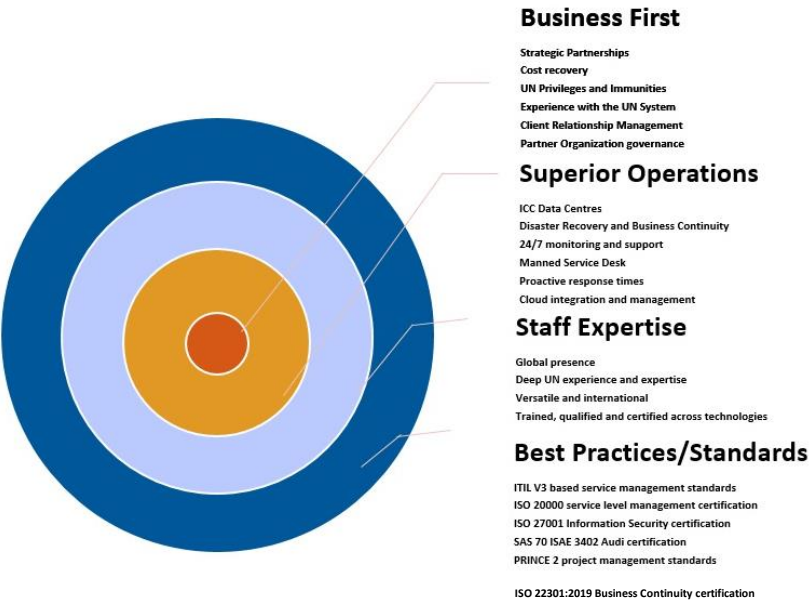 Business First
Strategic Partnerships
Cost recovery
UN Privileges and Immunities
Experience with the UN System
Client Relationship Management
Partner Organization governance
Superior Operations
ICC Data Centres
Disaster Recovery and Business Continuity
24/7 monitoring and support
Manned Service Desk
Proactive response times
Cloud integration and management
Staff Expertise
Global presence
Deep UN experience and expertise
Versatile and international
Trained, qualified and certified across technologies
Best Practices/Standards
ITIL V3 based service management standards
ISO 20000 service level management certification
ISO 27001 Information Security certification
SAS 70 ISAE 3402 Audi certification
PRINCE 2 project management standards
ISO 22301:2019 Business Continuity certification